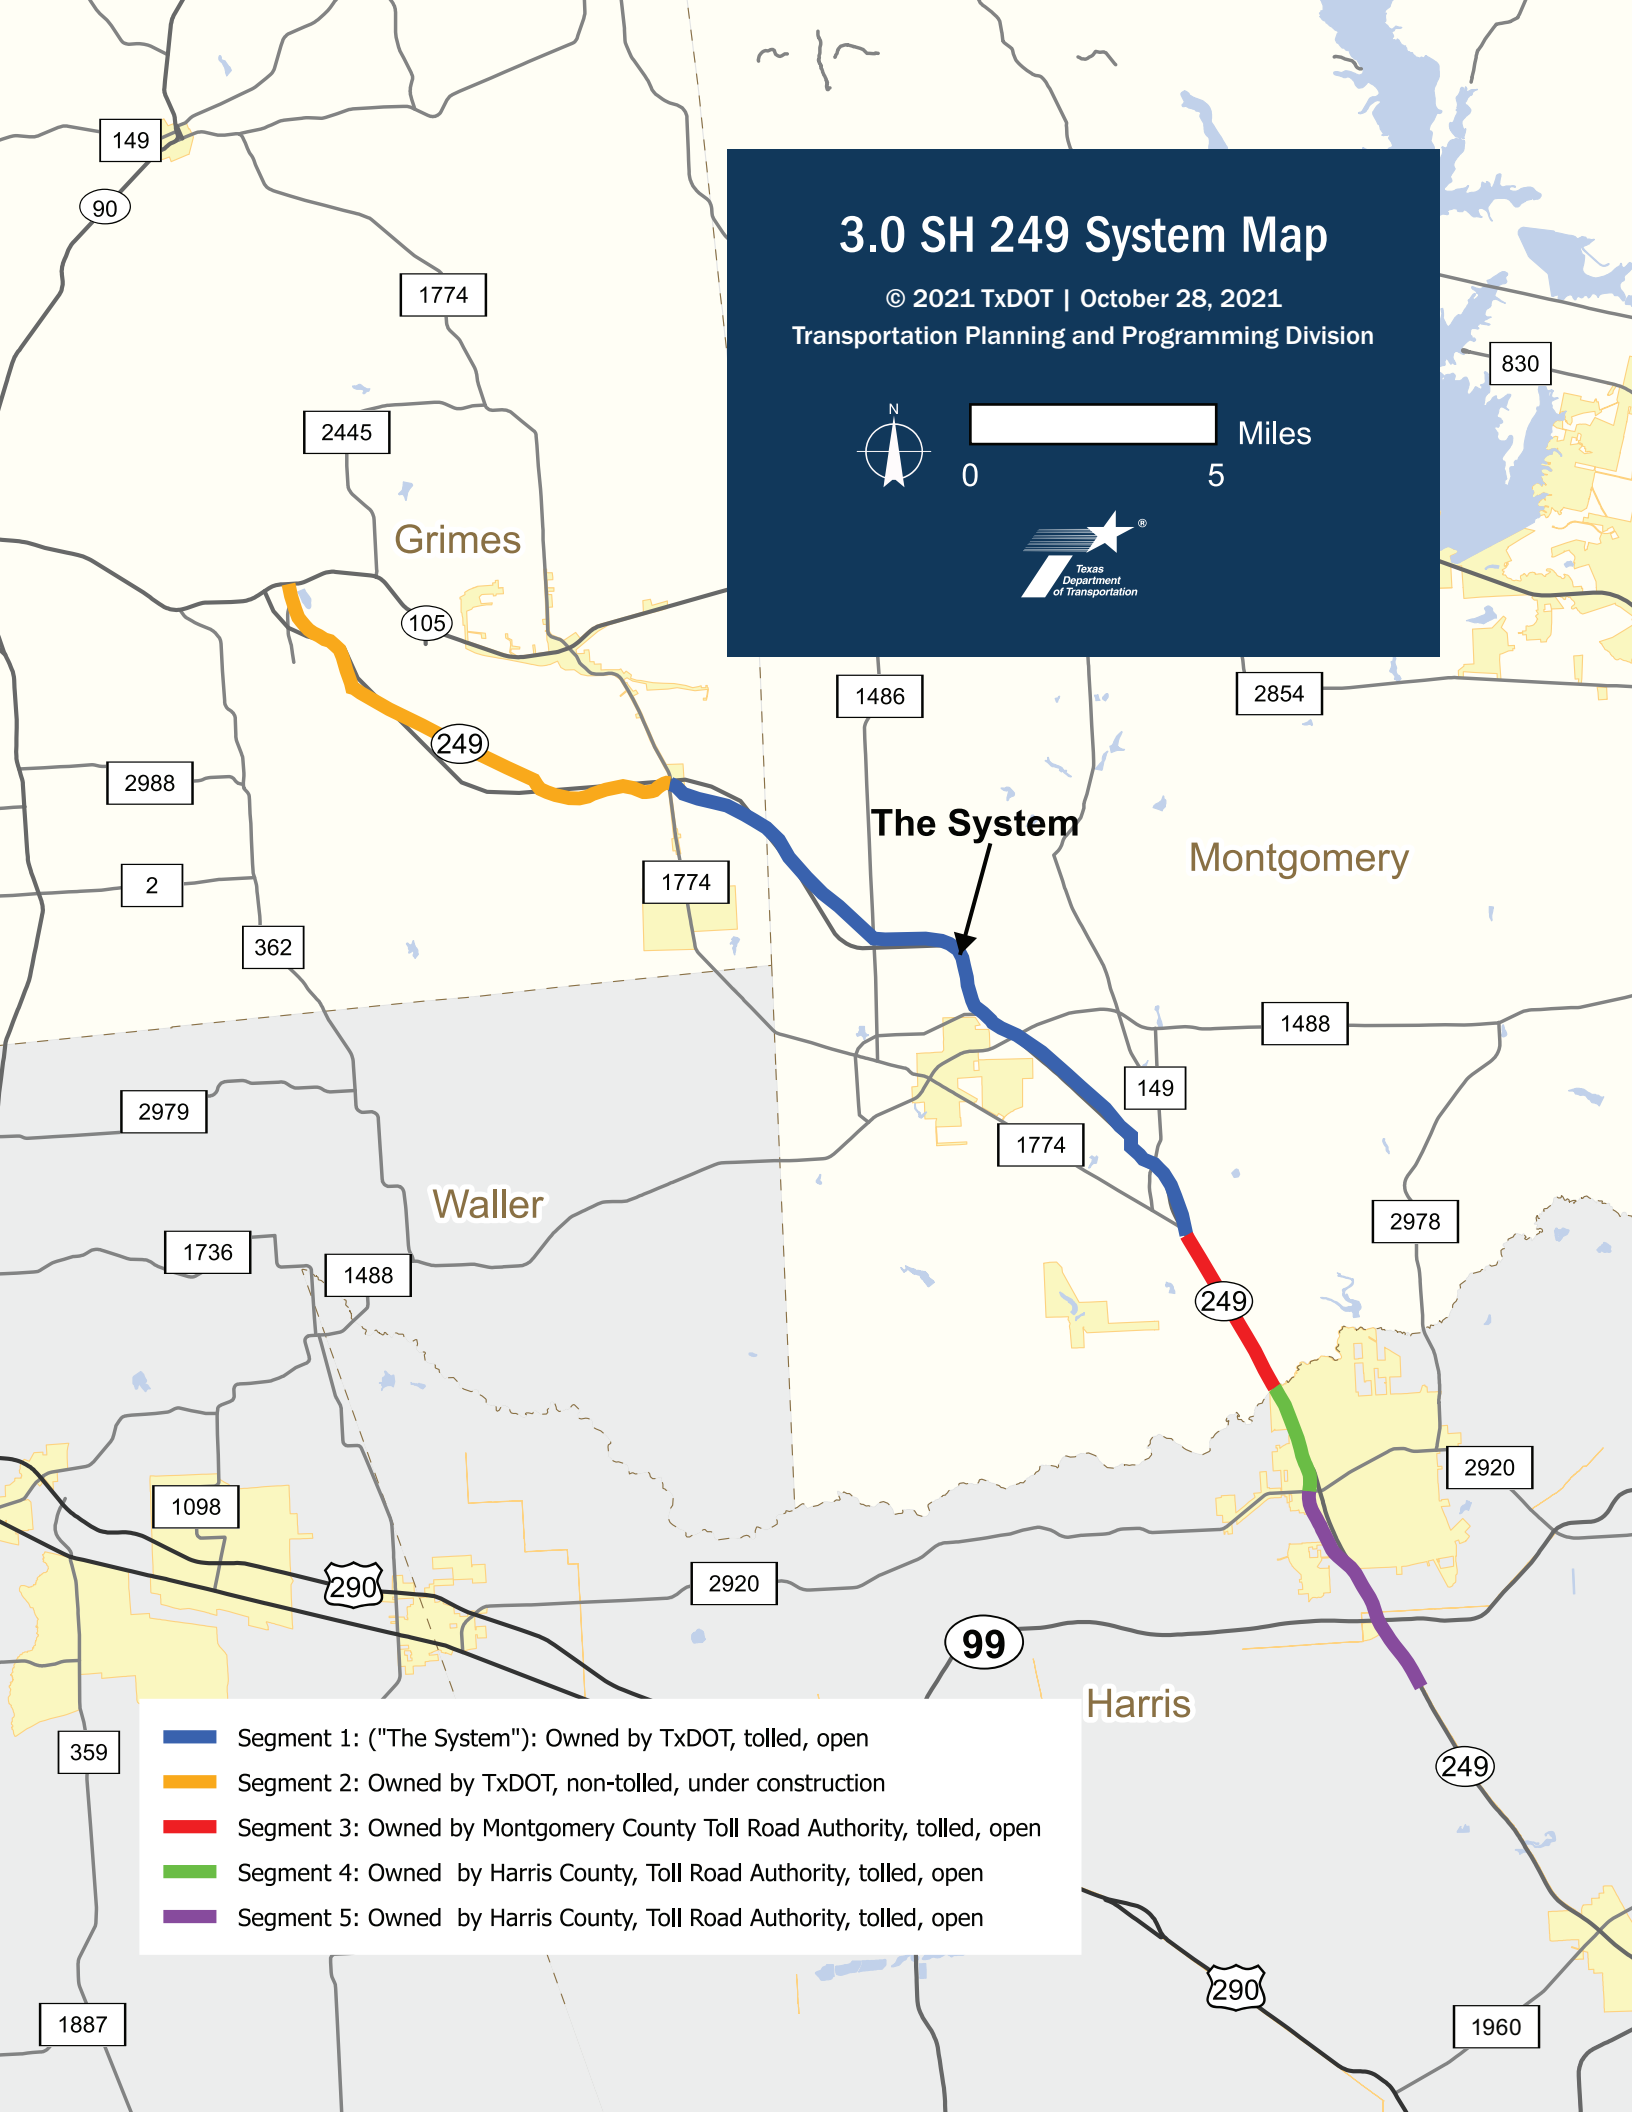 149
90
1774
3.0 SH 249 System Map
© 2021 TxDOT | October 28, 2021
Transportation Planning and Programming Division
N
Miles
0 5
Texas
Department
of Transportation
®
830
2445
Grimes
105
1486
2854
249
2988
The System
Montgomery
1774
2
362
1488
149
2979
1774
Waller
2978
1736
1488
249
2920
1098
290
2920
99
Harris
359
249
Segment 1: ("The System"): Owned by TxDOT, tolled, open
Segment 2: Owned by TxDOT, non-tolled, under construction
Segment 3: Owned by Montgomery County Toll Road Authority, tolled, open
Segment 4: Owned  by Harris County, Toll Road Authority, tolled, open
Segment 5: Owned  by Harris County, Toll Road Authority, tolled, open
290
1887
1960